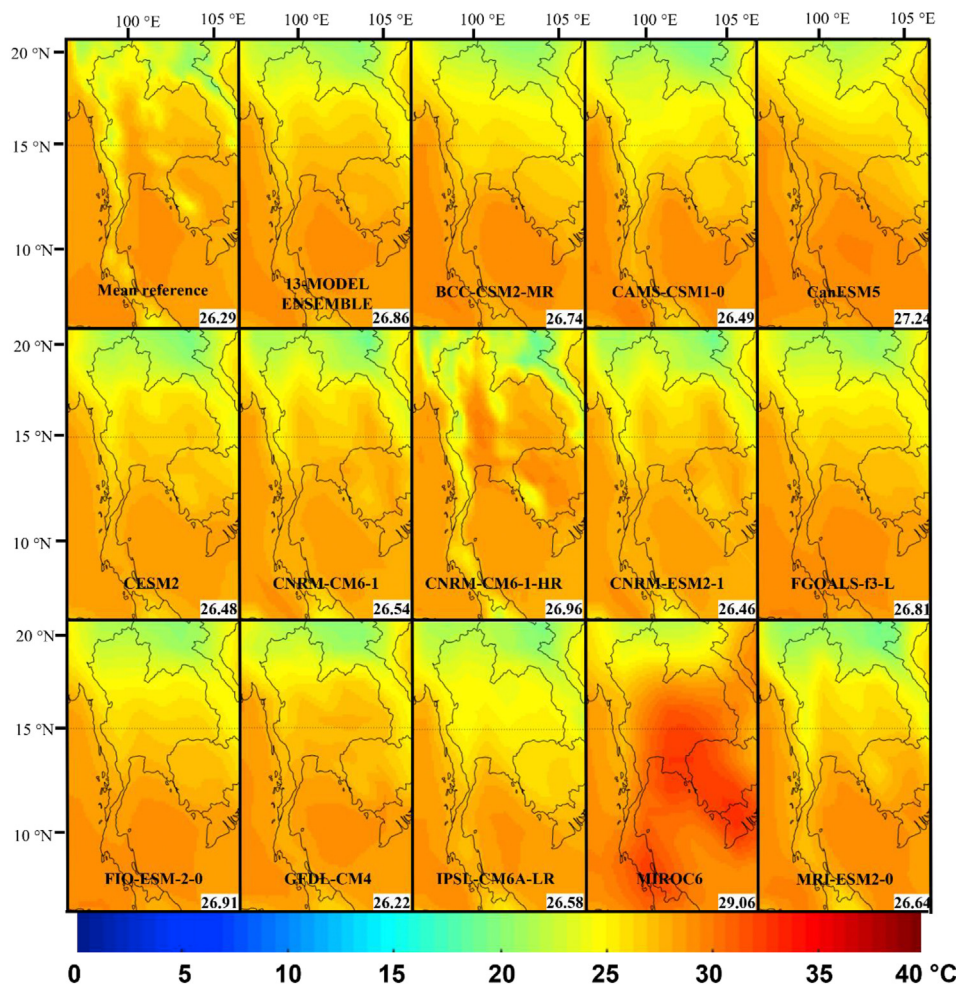 100 °E 105 °E 100 °E 105 °E 100 °E 105 °E 100 °E 105 °E 100 °E 105 °E
20 °N
15 °N
10 °N
Mean reference
26.29
13-MODEL
ENSEMBLE
26.86
BCC-CSM2-MR
26.74
CAMS-CSM1-0
26.49
CanESM5
27.24
20 °N
15 °N
10 °N
CESM2
26.48
CNRM-CM6-1
26.54
CNRM-CM6-1-HR
26.96
CNRM-ESM2-1
26.46
FGOALS-f3-L
26.81
20 °N
15 °N
10 °N
FIO-ESM-2-0
26.91
GFDL-CM4
26.22
IPSL-CM6A-LR
26.58
MIROC6
29.06
MRI-ESM2-0
26.64
0 5 10 15 20 25 30 35 40 °C